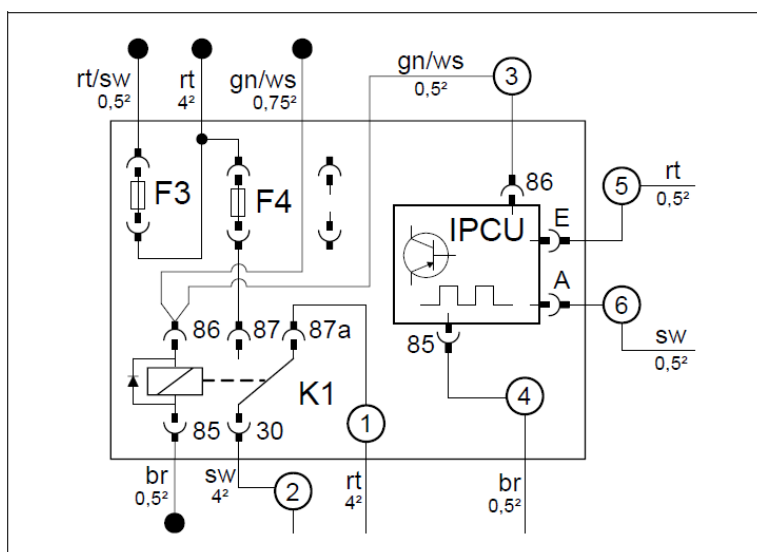 rt/sw
0,5²
rt
4²
gn/ws
0,75²
gn/ws
0,5²
3
F3
F4
86
IPCU
E
5
rt
0,5²
A
6
sw
0,5²
86
87
87a
85
4
K1
1
85
30
br
0,5²
sw
4²
2
rt
4²
br
0,5²